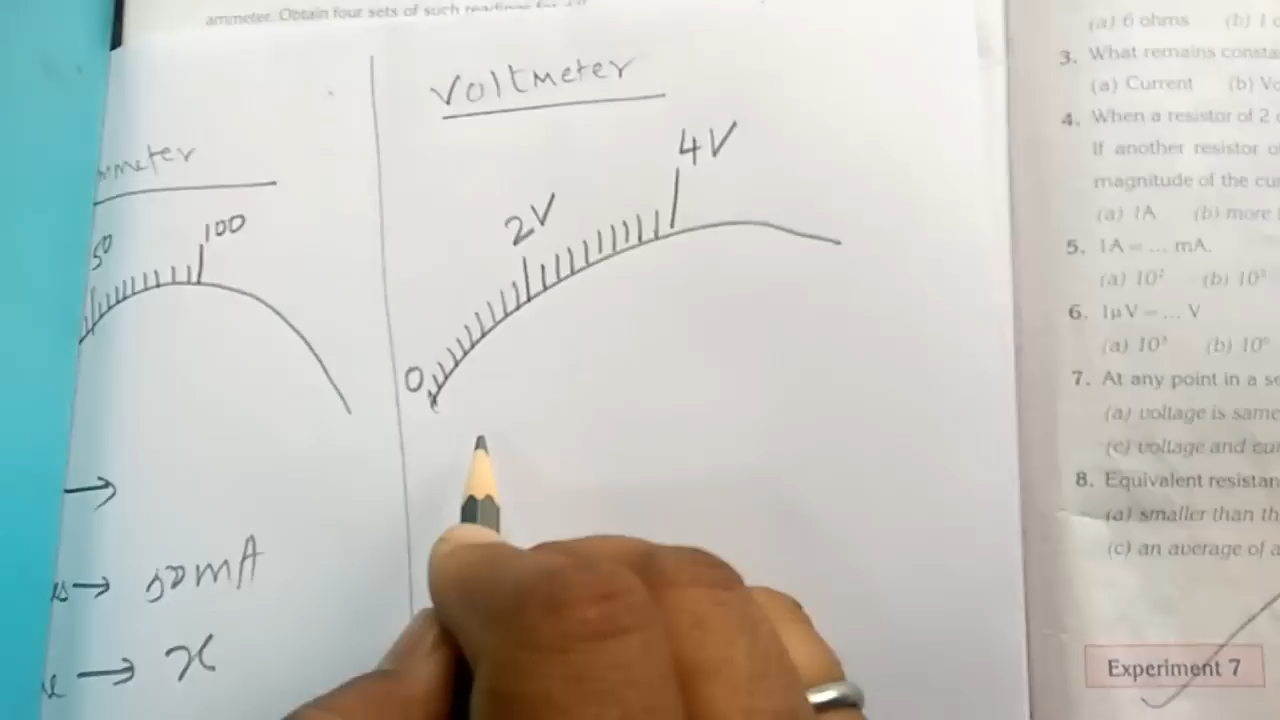 ammeter. Obtain four sets of such readings for
mmeter
50
100
→
→ 50mA
→ x
Voltmeter
0
2V
4V
(a) 6 ohms (b) 1
3. What remains consta
(a) Current (b) Vo
4. When a resistor of 2
If another resistor o
magnitude of the cur
(a) 1A (b) more
5. 1A = ... mA.
(a) 10² (b) 10³
6. 1µV = ... V
(a) 10³ (b) 10⁶
7. At any point in a se
(a) voltage is same
(c) voltage and cur
8. Equivalent resistan
(a) smaller than th
(c) an average of a
Experiment 7